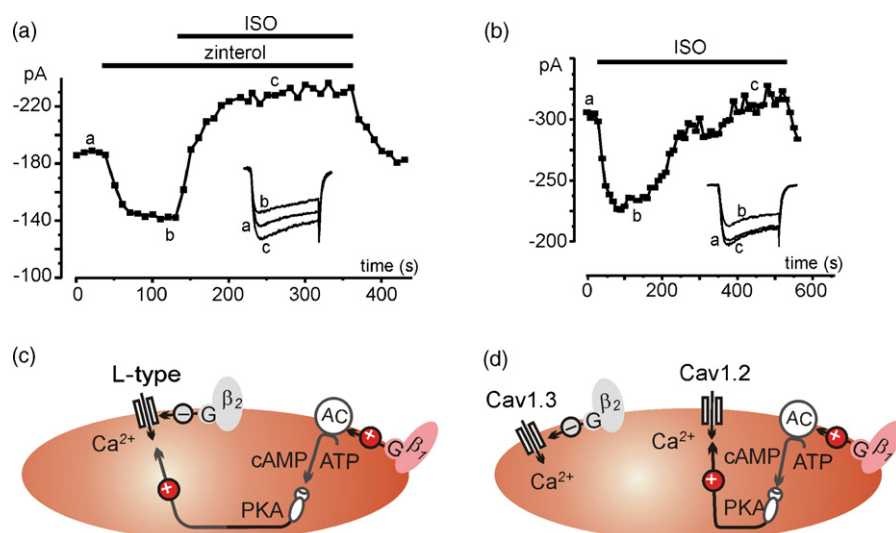 (a)
ISO
zinterol
pA
-220
-180
-140
-100
a
b
c
a
b
c
time (s)
0 100 200 300 400
(b)
ISO
pA
-300
-250
-200
a
b
c
a
b
c
time (s)
0 200 400 600
(c)
L-type
− G β2
Ca2+
AC
+ G β1
cAMP ATP
+
PKA
(d)
Cav1.3
− G β2
Ca2+
Cav1.2
Ca2+
AC
+ G β1
cAMP ATP
+
PKA